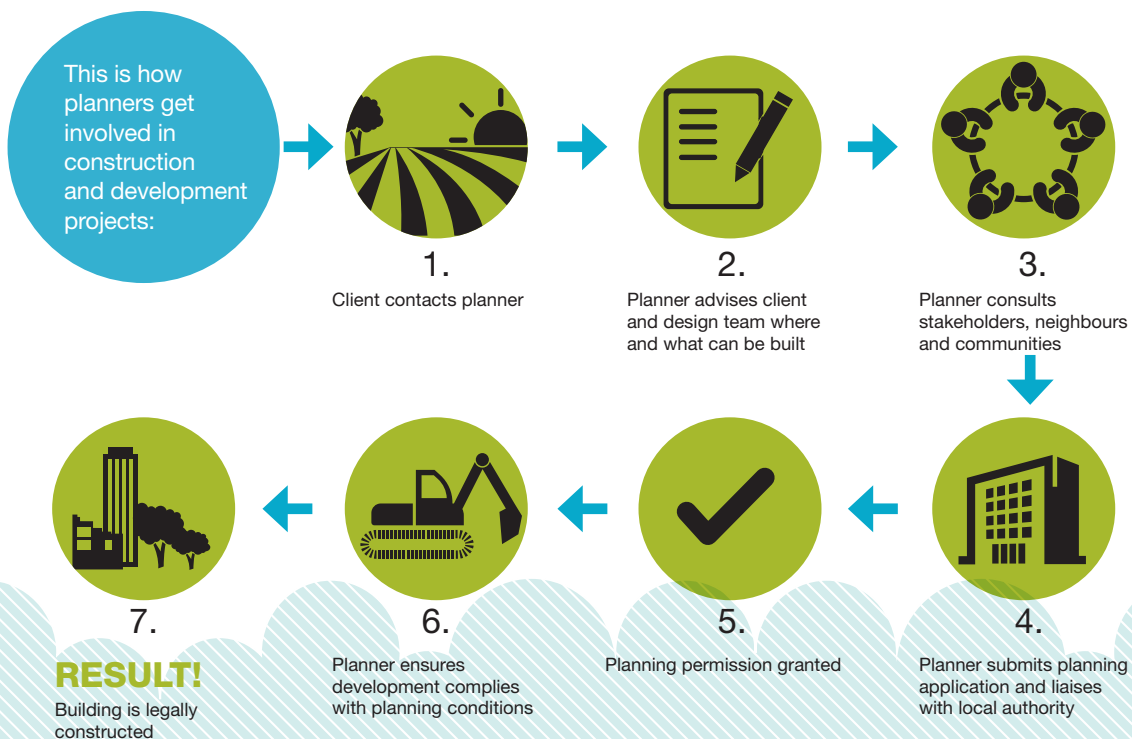 This is how
planners get
involved in
construction
and development
projects:
1.
Client contacts planner
2.
Planner advises client
and design team where
and what can be built
3.
Planner consults
stakeholders, neighbours
and communities
4.
Planner submits planning
application and liaises
with local authority
5.
Planning permission granted
6.
Planner ensures
development complies
with planning conditions
7.
RESULT!
Building is legally
constructed